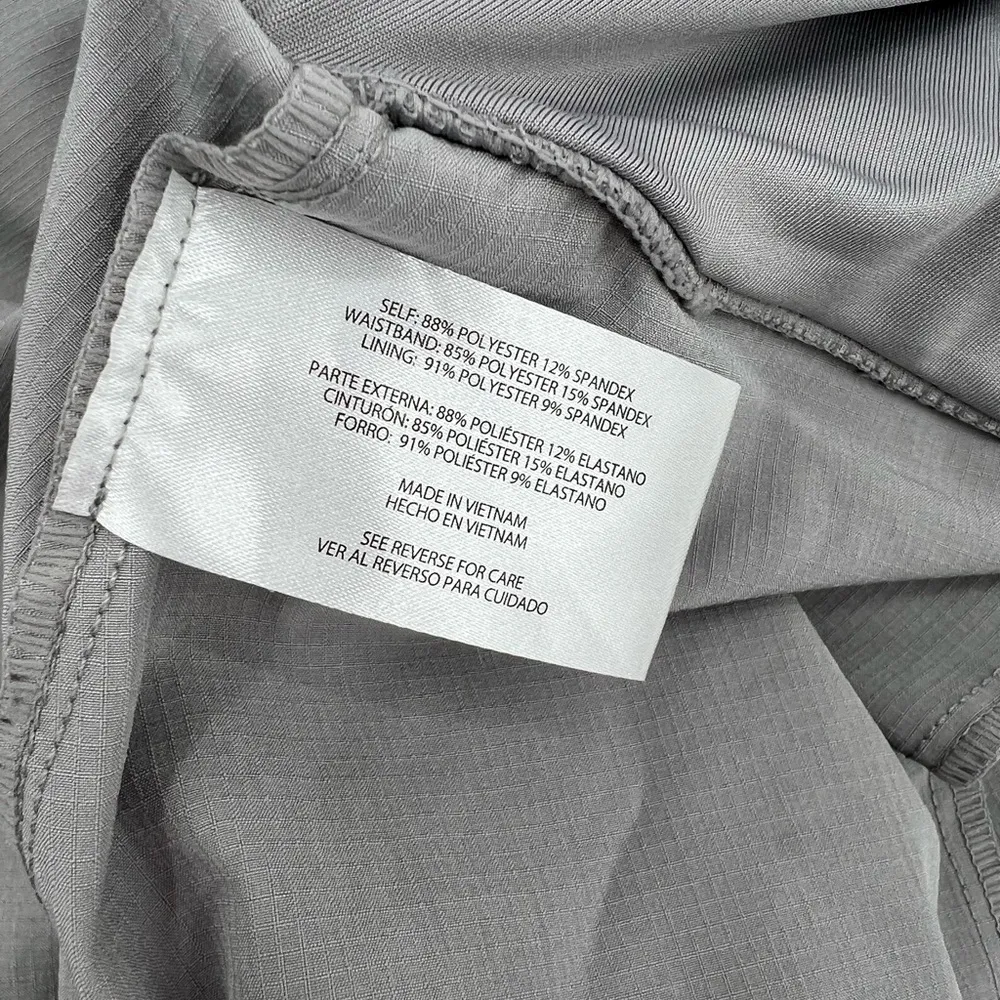 SELF: 88% POLYESTER 12% SPANDEX
WAISTBAND: 85% POLYESTER 15% SPANDEX
LINING: 91% POLYESTER 9% SPANDEX
PARTE EXTERNA: 88% POLIÉSTER 12% ELASTANO
CINTURÓN: 85% POLIÉSTER 15% ELASTANO
FORRO: 91% POLIÉSTER 9% ELASTANO
MADE IN VIETNAM
HECHO EN VIETNAM
SEE REVERSE FOR CARE
VER AL REVERSO PARA CUIDADO